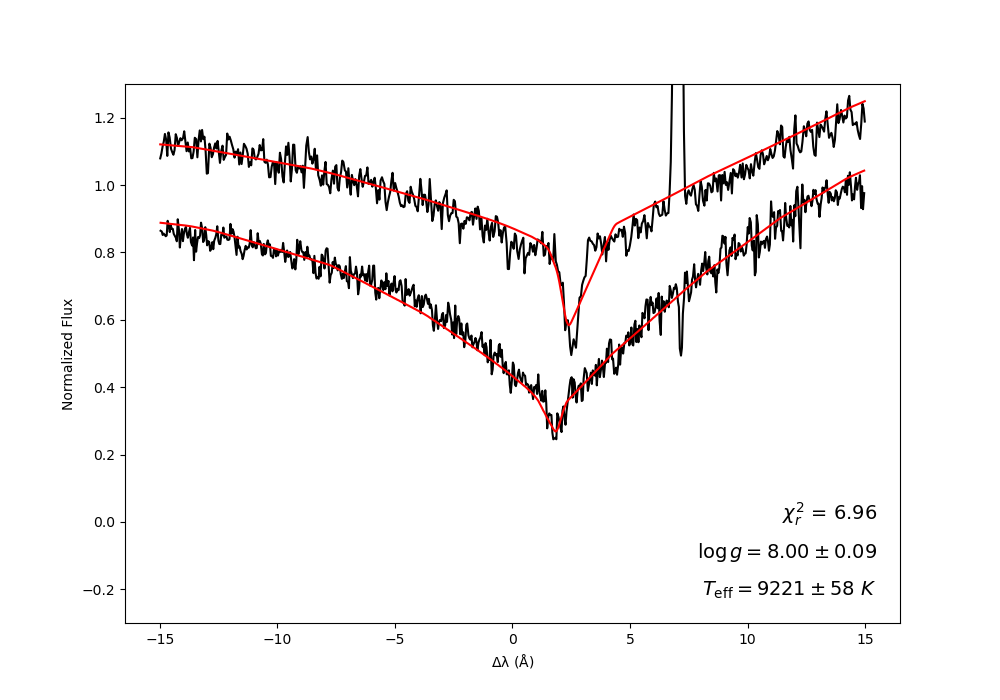 1.2
1.0
0.8
0.6
0.4
0.2
0.0
−0.2
Normalized Flux
χ²ᵣ = 6.96
log g = 8.00 ± 0.09
T_eff = 9221 ± 58 K
−15 −10 −5 0 5 10 15
Δλ (Å)